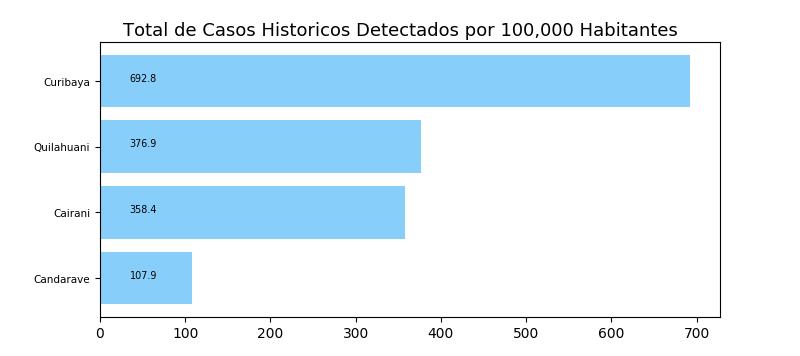 Total de Casos Historicos Detectados por 100,000 Habitantes
Curibaya
692.8
Quilahuani
376.9
Cairani
358.4
Candarave
107.9
0 100 200 300 400 500 600 700